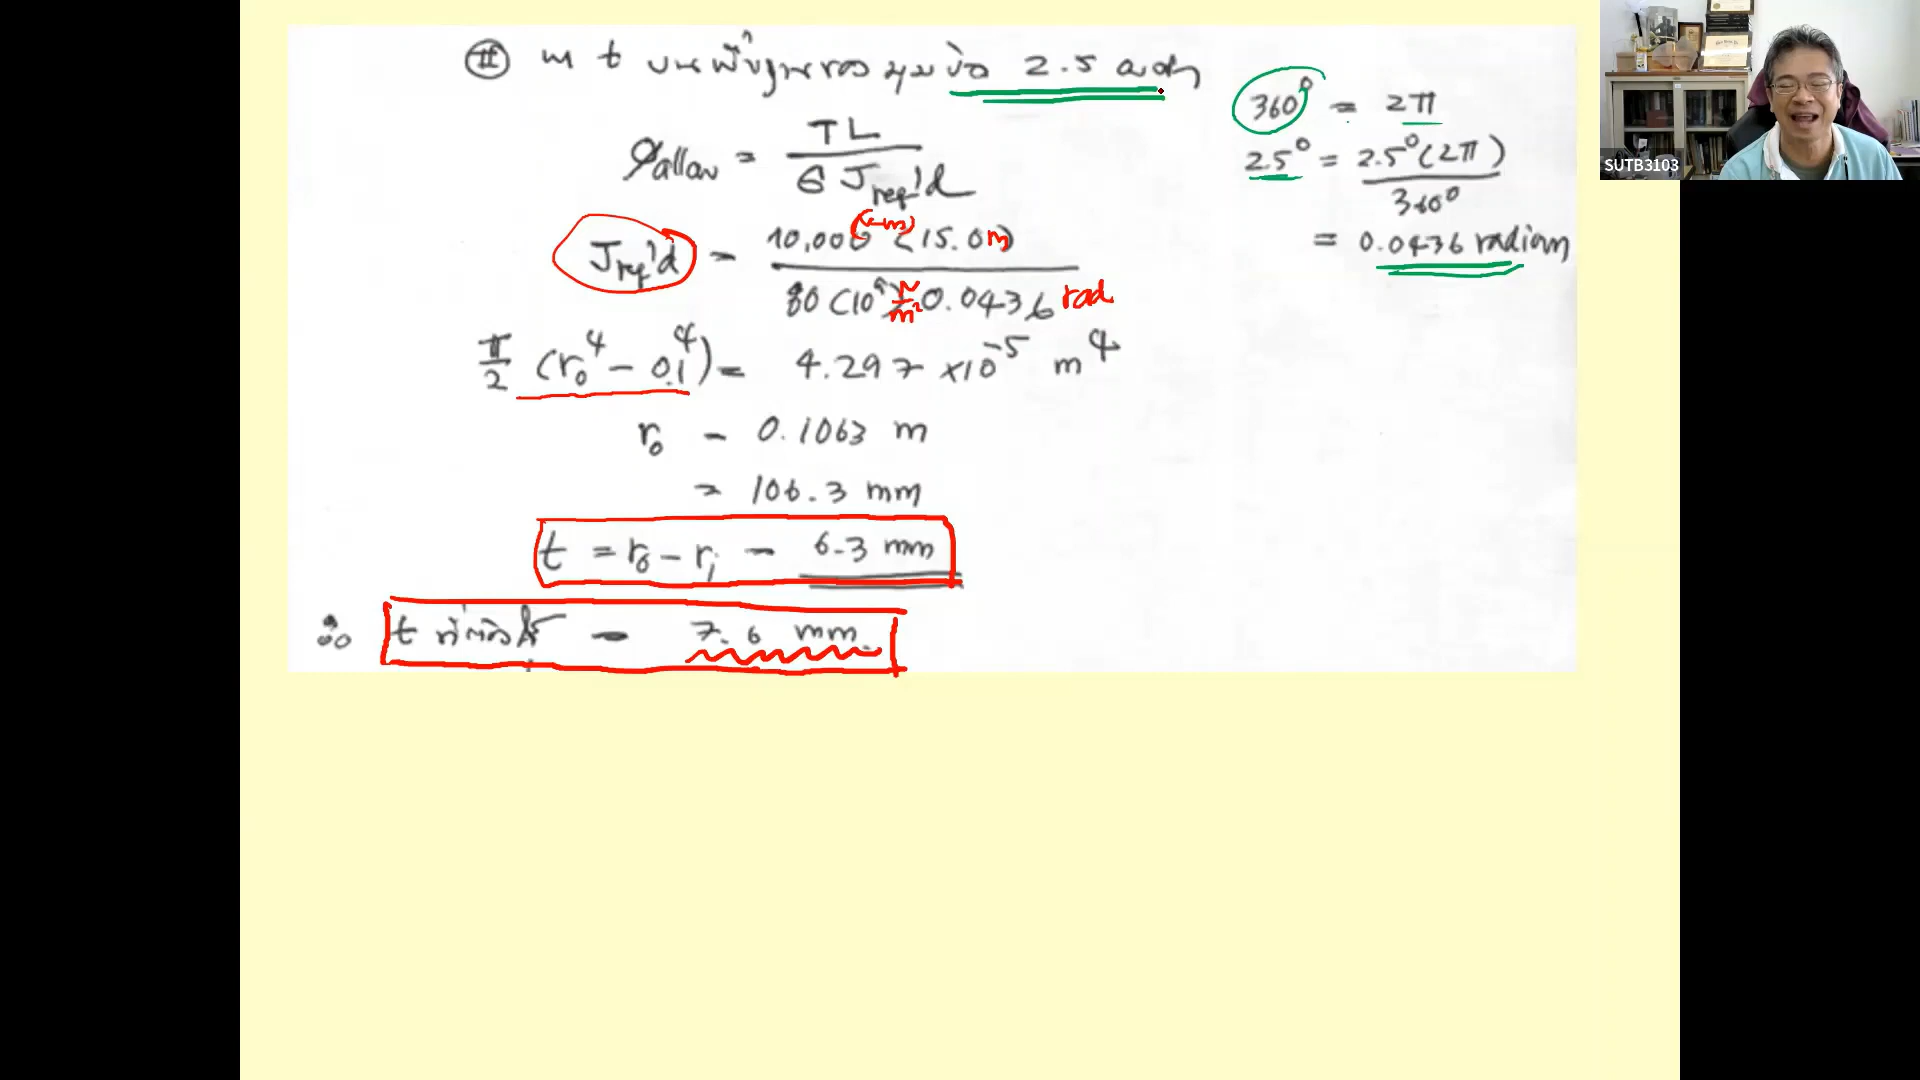 II หา t บนพื้นฐานของ มุมบิด 2.5 องศา
φallow = TL / G Jreq'd
Jreq'd = 10,000 (N-m) (15.0 m) / 80 (10⁹) N/m² 0.0436 rad
π/2 (r₀⁴ - 0.1⁴) = 4.297 × 10⁻⁵ m⁴
r₀ = 0.1063 m
= 106.3 mm
t = r₀ - rᵢ = 6.3 mm
∴ t ที่ต้องใช้ = 7.6 mm
360° = 2π
2.5° = 2.5° (2π) / 360°
= 0.0436 radian
SUTB3103